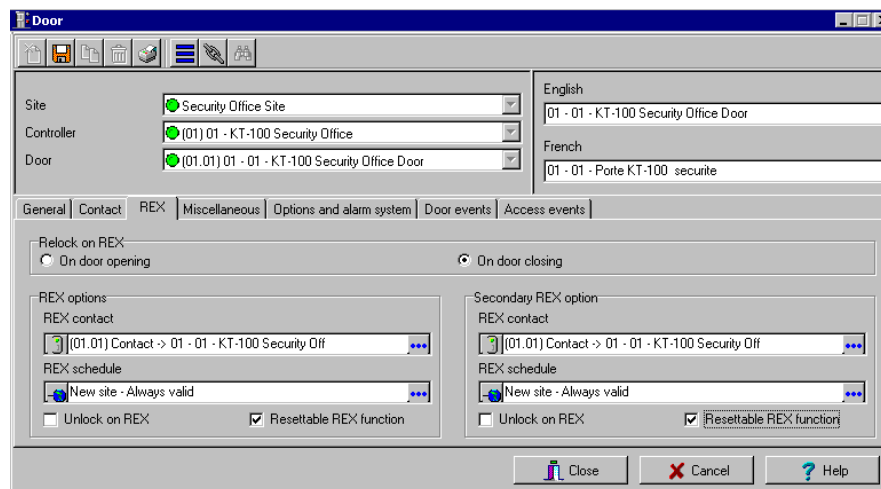 Door
Site
Security Office Site
Controller
(01) 01 - KT-100 Security Office
Door
(01.01) 01 - 01 - KT-100 Security Office Door
English
01 - 01 - KT-100 Security Office Door
French
01 - 01 - Porte KT-100 securite
General Contact REX Miscellaneous Options and alarm system Door events Access events
Relock on REX
On door opening On door closing
REX options
REX contact
(01.01) Contact -> 01 - 01 - KT-100 Security Off
REX schedule
New site - Always valid
Unlock on REX Resettable REX function
Secondary REX option
REX contact
(01.01) Contact -> 01 - 01 - KT-100 Security Off
REX schedule
New site - Always valid
Unlock on REX Resettable REX function
Close Cancel Help